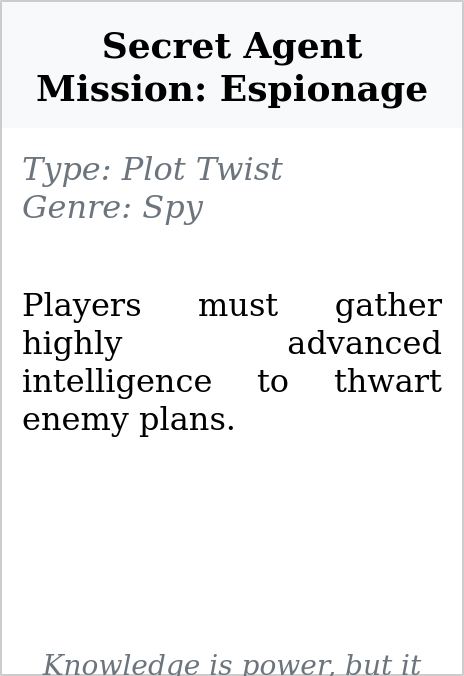 Secret Agent
Mission: Espionage
Type: Plot Twist
Genre: Spy
Players must gather
highly advanced
intelligence to thwart
enemy plans.
Knowledge is power, but it